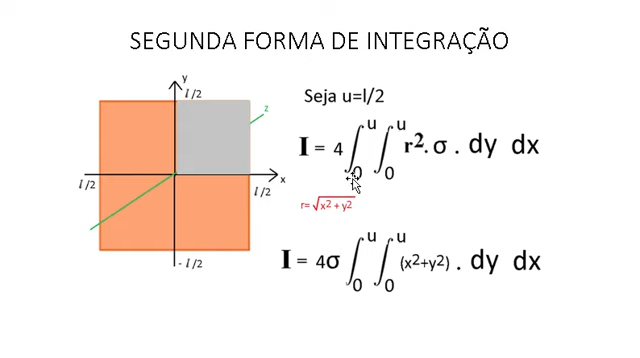 SEGUNDA FORMA DE INTEGRAÇÃO
y
l /2
z
l /2
x
l /2
- l /2
Seja u=l/2
I = 4 ∫₀ᵘ ∫₀ᵘ r². σ . dy dx
r= √x² + y²
I = 4σ ∫₀ᵘ ∫₀ᵘ (x²+y²) . dy dx